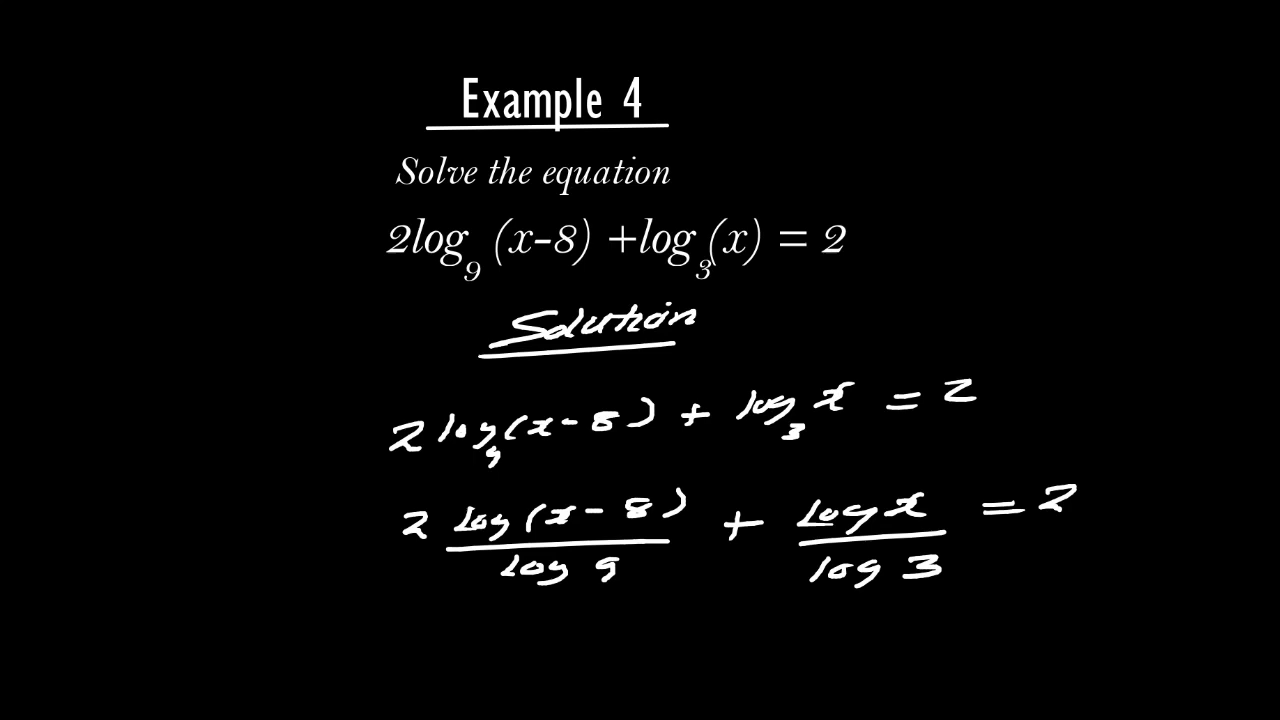 Example 4
Solve the equation
2log₉(x-8) +log₃(x) = 2
Solution
2 log₉(x-8) + log₃ x = 2
2 log(x-8)/log 9 + log x/log 3 = 2